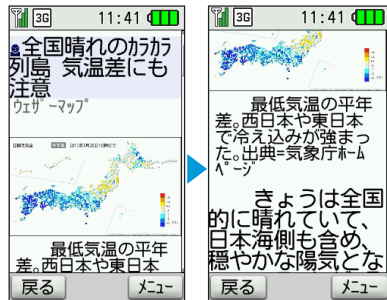 3G 11:41
全国晴れのｶﾗｶﾗ
列島 気温差にも
注意
ｳｪｻﾞｰﾏｯﾌﾟ
最低気温の平年
差。西日本や東日本
戻る ﾒﾆｭｰ
3G 11:41
最低気温の平年
差。西日本や東日本
で冷え込みが強まっ
た。出典=気象庁ﾎｰﾑ
ﾍﾟｰｼﾞ
きょうは全国
的に晴れていて、
日本海側も含め、
穏やかな陽気とな
戻る ﾒﾆｭｰ